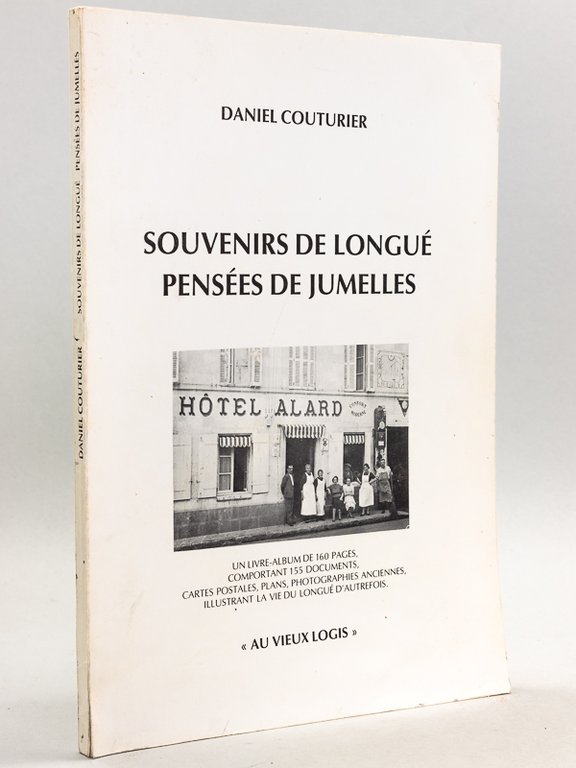 DANIEL COUTURIER
SOUVENIRS DE LONGUÉ
PENSÉES DE JUMELLES
HÔTEL ALARD
CONFORT
MODERNE
UN LIVRE-ALBUM DE 160 PAGES,
COMPORTANT 155 DOCUMENTS,
CARTES POSTALES, PLANS, PHOTOGRAPHIES ANCIENNES,
ILLUSTRANT LA VIE DU LONGUÉ D'AUTREFOIS.
« AU VIEUX LOGIS »
DANIEL COUTURIER / SOUVENIRS DE LONGUÉ PENSÉES DE JUMELLES